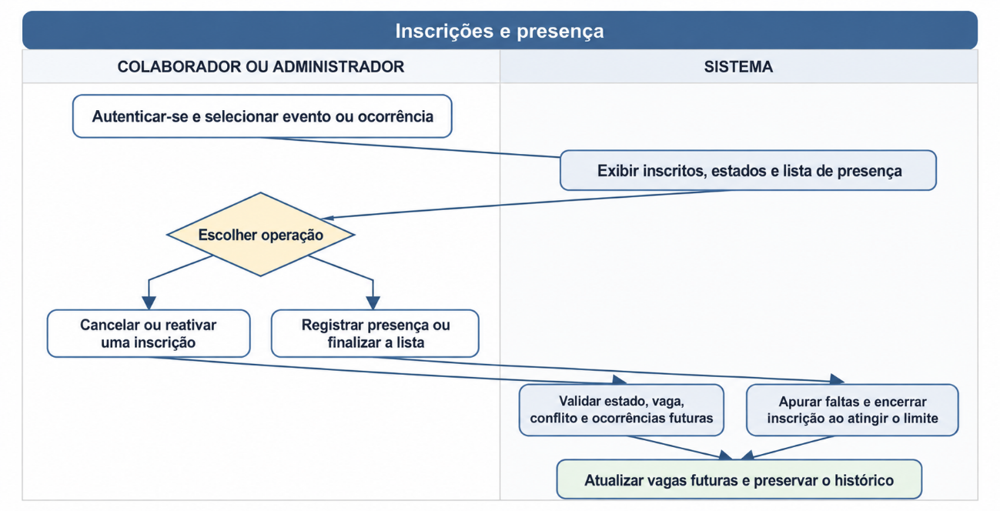 Inscrições e presença
COLABORADOR OU ADMINISTRADOR
SISTEMA
Autenticar-se e selecionar evento ou ocorrência
Exibir inscritos, estados e lista de presença
Escolher operação
Cancelar ou reativar
uma inscrição
Registrar presença ou
finalizar a lista
Validar estado, vaga,
conflito e ocorrências futuras
Apurar faltas e encerrar
inscrição ao atingir o limite
Atualizar vagas futuras e preservar o histórico